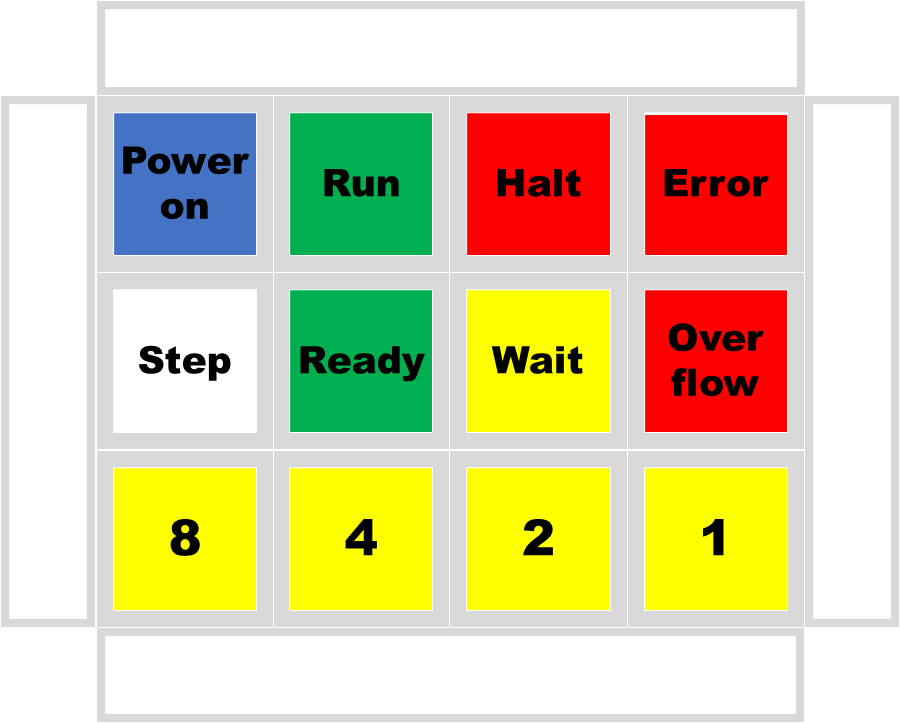 Power
on
Run
Halt
Error
Step
Ready
Wait
Over
flow
8
4
2
1